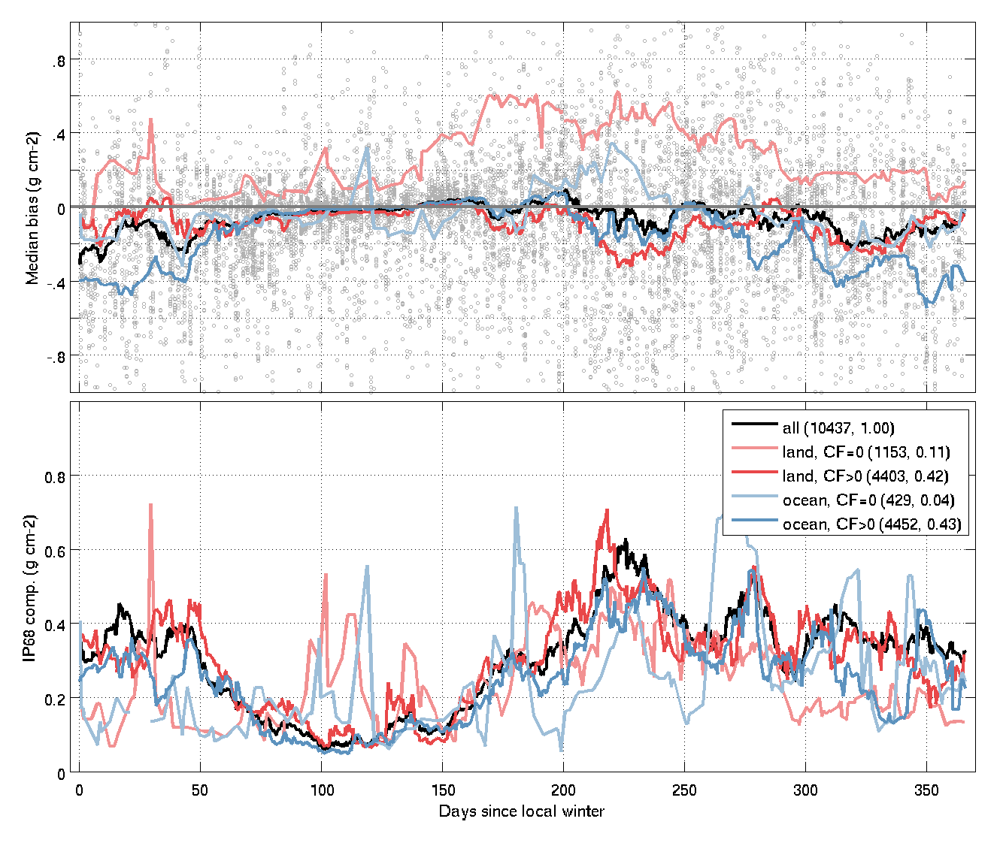 .8
.4
0
-.4
-.8
Median bias (g cm-2)
all (10437, 1.00)
land, CF=0 (1153, 0.11)
land, CF>0 (4403, 0.42)
ocean, CF=0 (429, 0.04)
ocean, CF>0 (4452, 0.43)
0.8
0.6
0.4
0.2
0
IP68 comp. (g cm-2)
0 50 100 150 200 250 300 350
Days since local winter